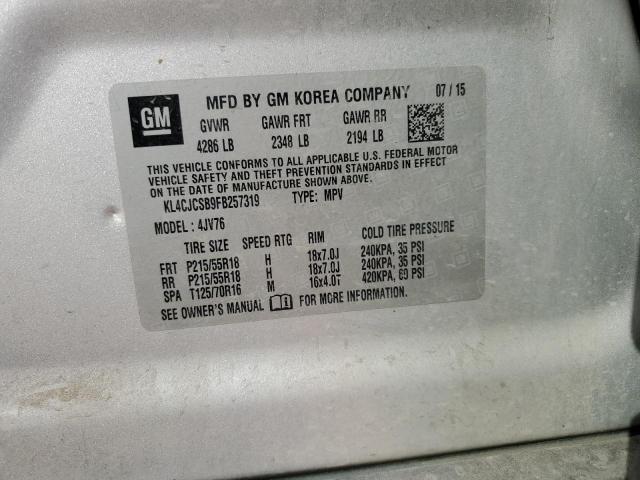 GM
MFD BY GM KOREA COMPANY 07 / 15
GVWR GAWR FRT GAWR RR
4286 LB 2348 LB 2194 LB
THIS VEHICLE CONFORMS TO ALL APPLICABLE U.S. FEDERAL MOTOR
VEHICLE SAFETY AND THEFT PREVENTION STANDARDS IN EFFECT
ON THE DATE OF MANUFACTURE SHOWN ABOVE.
KL4CJCSB9FB257319 TYPE: MPV
MODEL : 4JV76
TIRE SIZE SPEED RTG RIM COLD TIRE PRESSURE
FRT P215/55R18 H 18x7.0J 240KPA, 35 PSI
RR P215/55R18 H 18x7.0J 240KPA, 35 PSI
SPA T125/70R16 M 16x4.0T 420KPA, 60 PSI
SEE OWNER'S MANUAL FOR MORE INFORMATION.